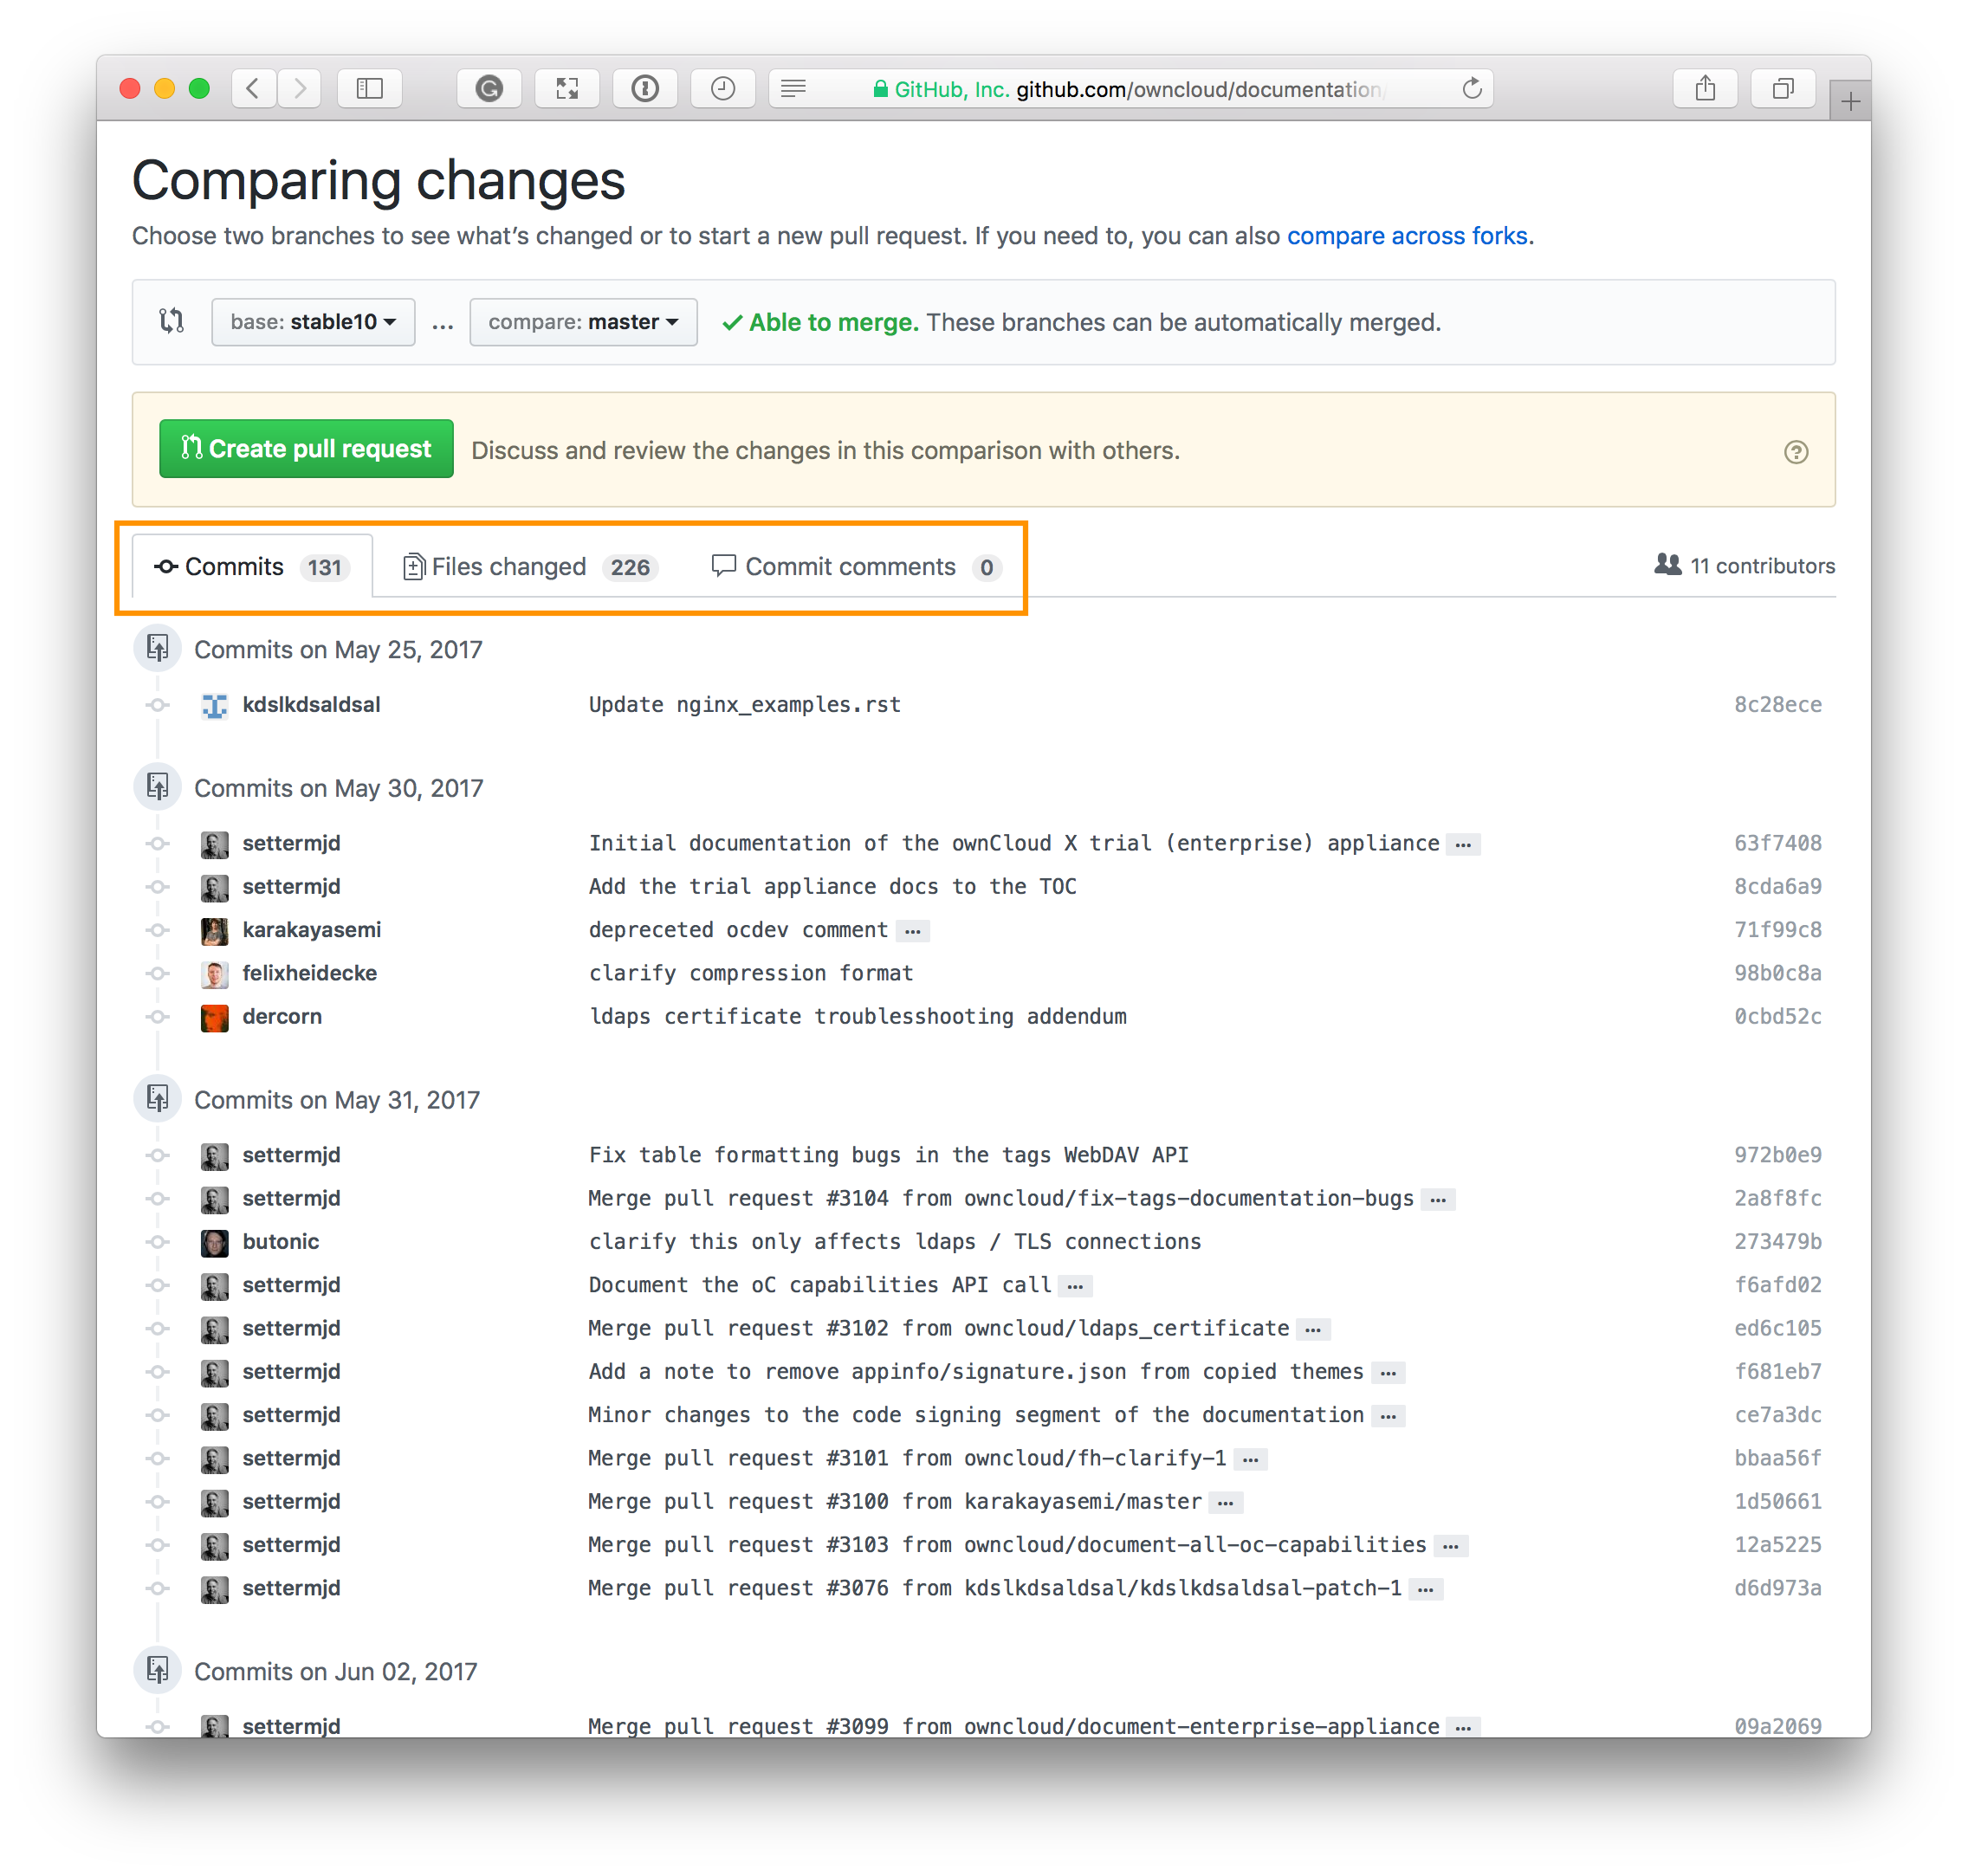 GitHub, Inc. github.com/owncloud/documentation/
Comparing changes
Choose two branches to see what’s changed or to start a new pull request. If you need to, you can also compare across forks.
base: stable10 ... compare: master Able to merge. These branches can be automatically merged.
Create pull request Discuss and review the changes in this comparison with others.
Commits 131 Files changed 226 Commit comments 0 11 contributors
Commits on May 25, 2017
kdslkdsaldsal Update nginx_examples.rst 8c28ece
Commits on May 30, 2017
settermjd Initial documentation of the ownCloud X trial (enterprise) appliance … 63f7408
settermjd Add the trial appliance docs to the TOC 8cda6a9
karakayasemi depreceted ocdev comment … 71f99c8
felixheidecke clarify compression format 98b0c8a
dercorn ldaps certificate troublesshooting addendum 0cbd52c
Commits on May 31, 2017
settermjd Fix table formatting bugs in the tags WebDAV API 972b0e9
settermjd Merge pull request #3104 from owncloud/fix-tags-documentation-bugs … 2a8f8fc
butonic clarify this only affects ldaps / TLS connections 273479b
settermjd Document the oC capabilities API call … f6afd02
settermjd Merge pull request #3102 from owncloud/ldaps_certificate … ed6c105
settermjd Add a note to remove appinfo/signature.json from copied themes … f681eb7
settermjd Minor changes to the code signing segment of the documentation … ce7a3dc
settermjd Merge pull request #3101 from owncloud/fh-clarify-1 … bbaa56f
settermjd Merge pull request #3100 from karakayasemi/master … 1d50661
settermjd Merge pull request #3103 from owncloud/document-all-oc-capabilities … 12a5225
settermjd Merge pull request #3076 from kdslkdsaldsal/kdslkdsaldsal-patch-1 … d6d973a
Commits on Jun 02, 2017
settermjd Merge pull request #3099 from owncloud/document-enterprise-appliance … 09a2069